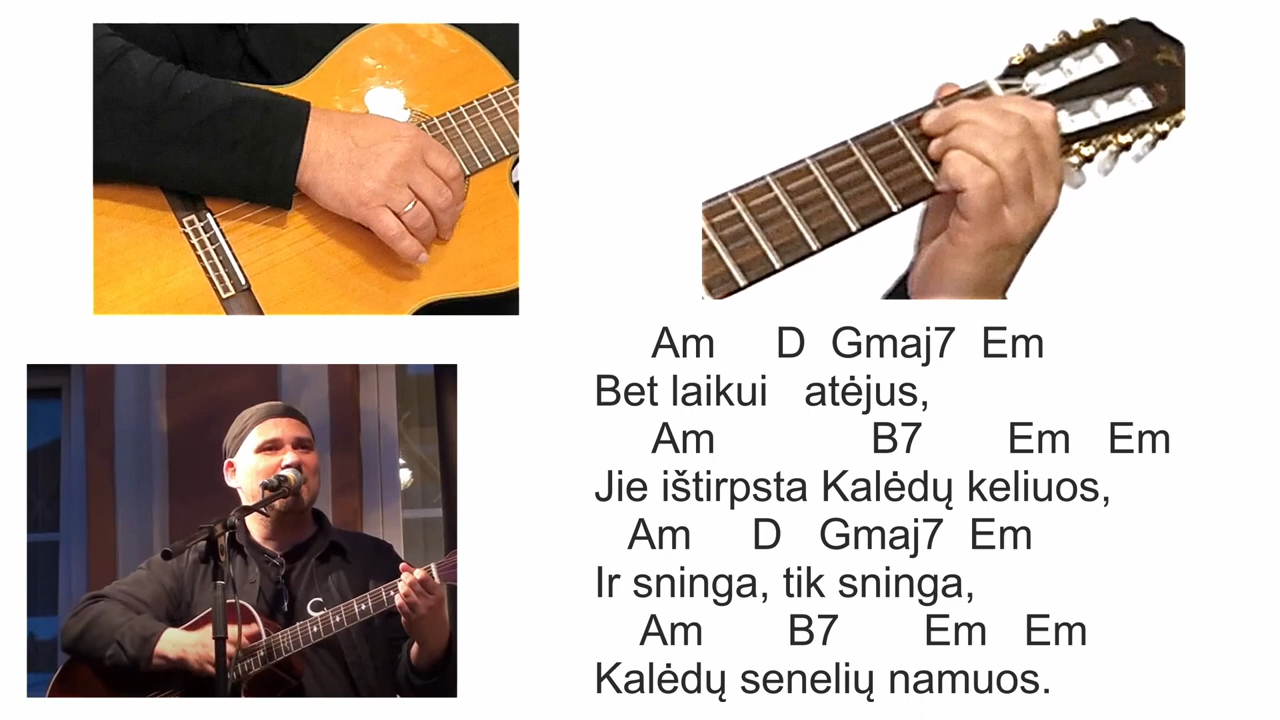 Am D Gmaj7 Em
Bet laikui atėjus,
Am B7 Em Em
Jie ištirpsta Kalėdų keliuos,
Am D Gmaj7 Em
Ir sninga, tik sninga,
Am B7 Em Em
Kalėdų senelių namuos.